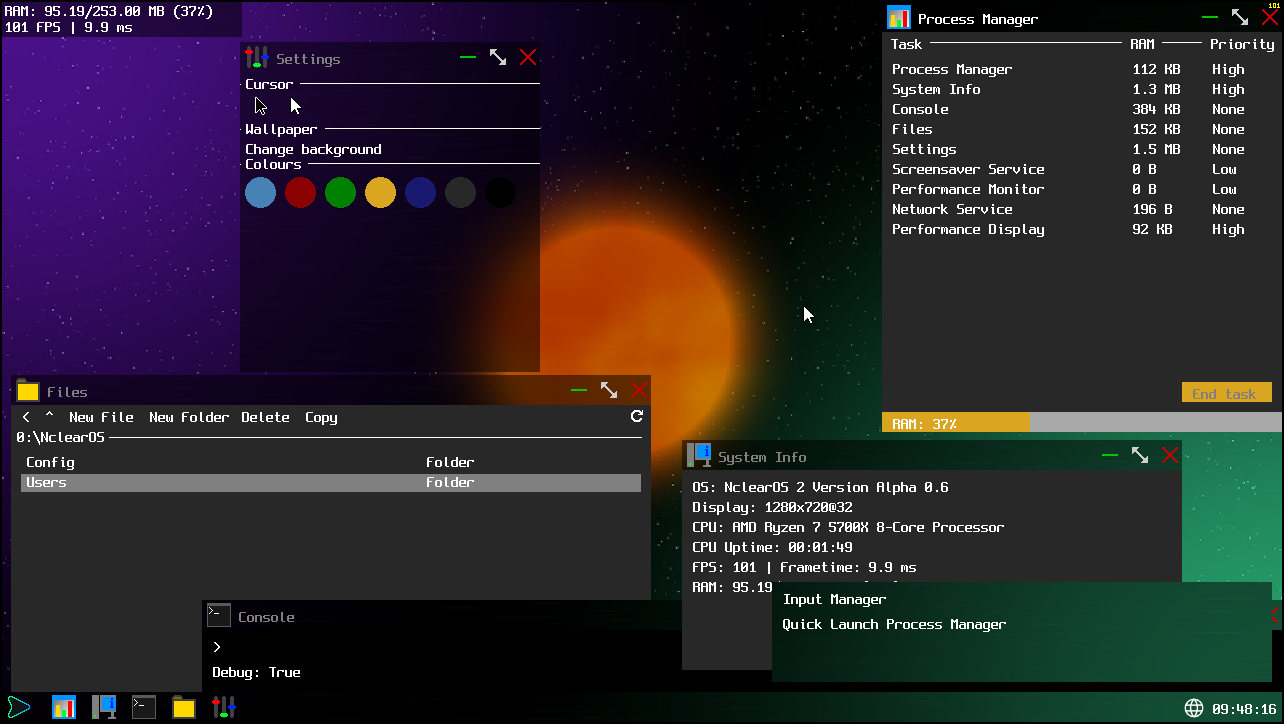 RAM: 95.19/253.00 MB (37%)
101 FPS | 9.9 ms
Settings
Cursor
Wallpaper
Change background
Colours
101
Process Manager
Task RAM Priority
Process Manager 112 KB High
System Info 1.3 MB High
Console 384 KB None
Files 152 KB None
Settings 1.5 MB None
Screensaver Service 0 B Low
Performance Monitor 0 B Low
Network Service 196 B None
Performance Display 92 KB High
End task
RAM: 37%
Files
< ^ New File New Folder Delete Copy
0:\NclearOS
Config Folder
Users Folder
System Info
OS: NclearOS 2 Version Alpha 0.6
Display: 1280x720@32
CPU: AMD Ryzen 7 5700X 8-Core Processor
CPU Uptime: 00:01:49
FPS: 101 | Frametime: 9.9 ms
RAM: 95.19
Input Manager
Quick Launch Process Manager
Console
>
Debug: True
09:48:16